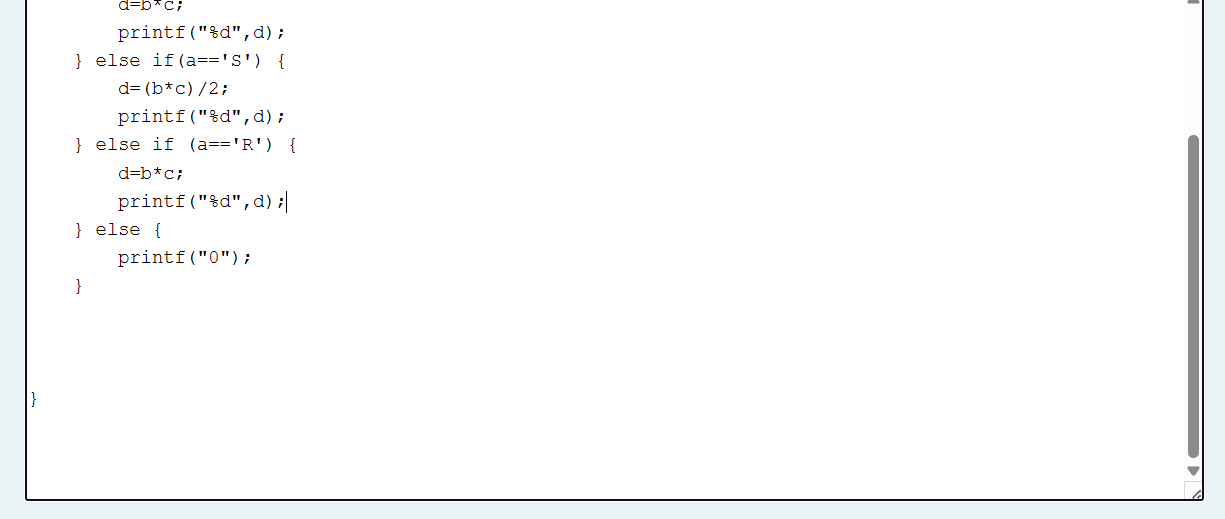 d=b*c;
printf("%d",d);
} else if(a=='S') {
d=(b*c)/2;
printf("%d",d);
} else if (a=='R') {
d=b*c;
printf("%d",d);
} else {
printf("0");
}
}